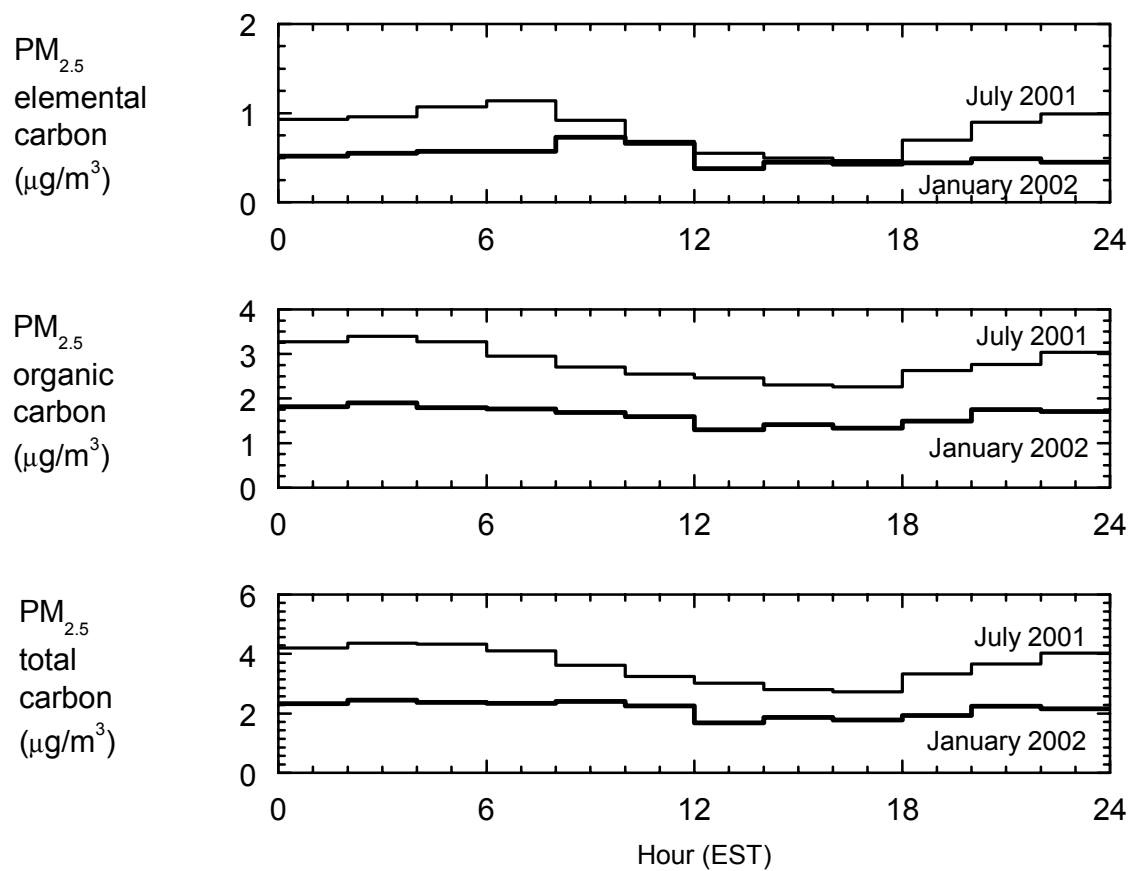 PM2.5
elemental
carbon
(μg/m³)
2
1
0
July 2001
January 2002
0 6 12 18 24
PM2.5
organic
carbon
(μg/m³)
4
3
2
1
0
July 2001
January 2002
0 6 12 18 24
PM2.5
total
carbon
(μg/m³)
6
4
2
0
July 2001
January 2002
0 6 12 18 24
Hour (EST)